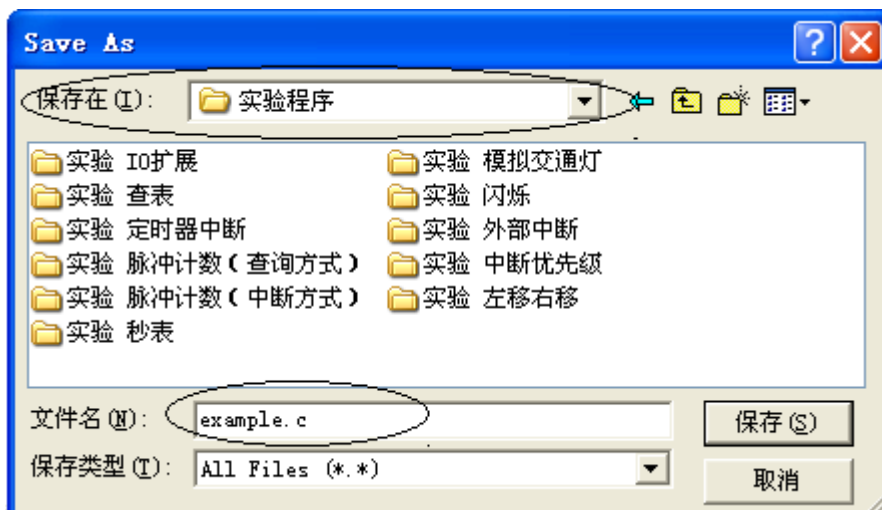 Save As
保存在(I): 实验程序
实验 IO扩展
实验 查表
实验 定时器中断
实验 脉冲计数(查询方式)
实验 脉冲计数(中断方式)
实验 秒表
实验 模拟交通灯
实验 闪烁
实验 外部中断
实验 中断优先级
实验 左移右移
文件名(N): example.c
保存(S)
保存类型(T): All Files (*.*)
取消